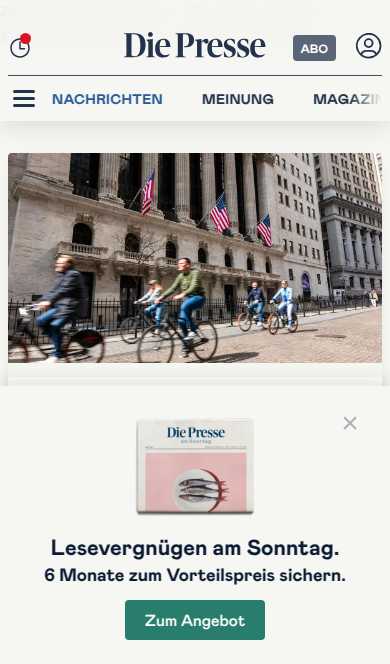 Die Presse
ABO
NACHRICHTEN MEINUNG MAGAZIN
Die Presse
am Sonntag
Lesevergnügen am Sonntag.
6 Monate zum Vorteilspreis sichern.
Zum Angebot